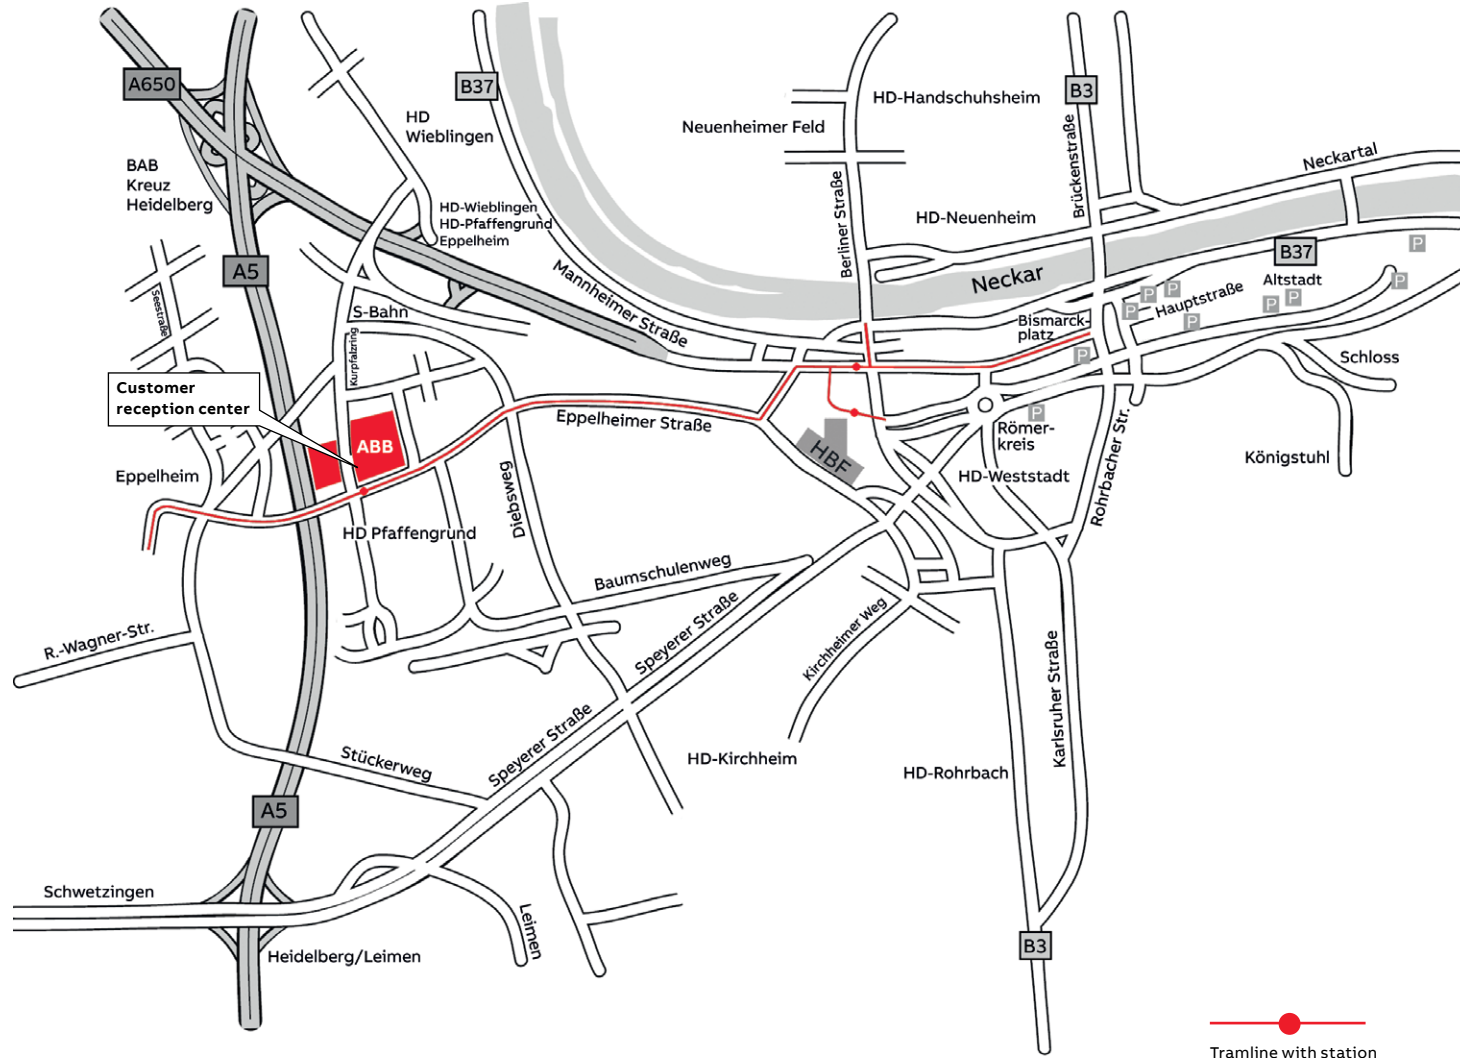 A650
B37
B3
HD
Wieblingen
Neuenheimer Feld
HD-Handschuhsheim
Brückenstraße
Neckartal
BAB
Kreuz
Heidelberg
HD-Wieblingen
HD-Pfaffengrund
Eppelheim
Berliner Straße
HD-Neuenheim
A5
Mannheimer Straße
Neckar
B37
Altstadt
P
P
P
P
P
P
P
P
Hauptstraße
Seestraße
S-Bahn
Kurpfalzring
Bismarck-
platz
P
Schloss
Customer
reception center
ABB
Eppelheimer Straße
P
Römer-
kreis
HBF
Rohrbacher Str.
Königstuhl
Eppelheim
HD-Weststadt
Diebsweg
HD Pfaffengrund
Baumschulenweg
Speyerer Straße
Kirchheimer Weg
R.-Wagner-Str.
Karlsruher Straße
Stückerweg
Speyerer Straße
HD-Kirchheim
HD-Rohrbach
A5
Schwetzingen
Leimen
Heidelberg/Leimen
B3
Tramline with station